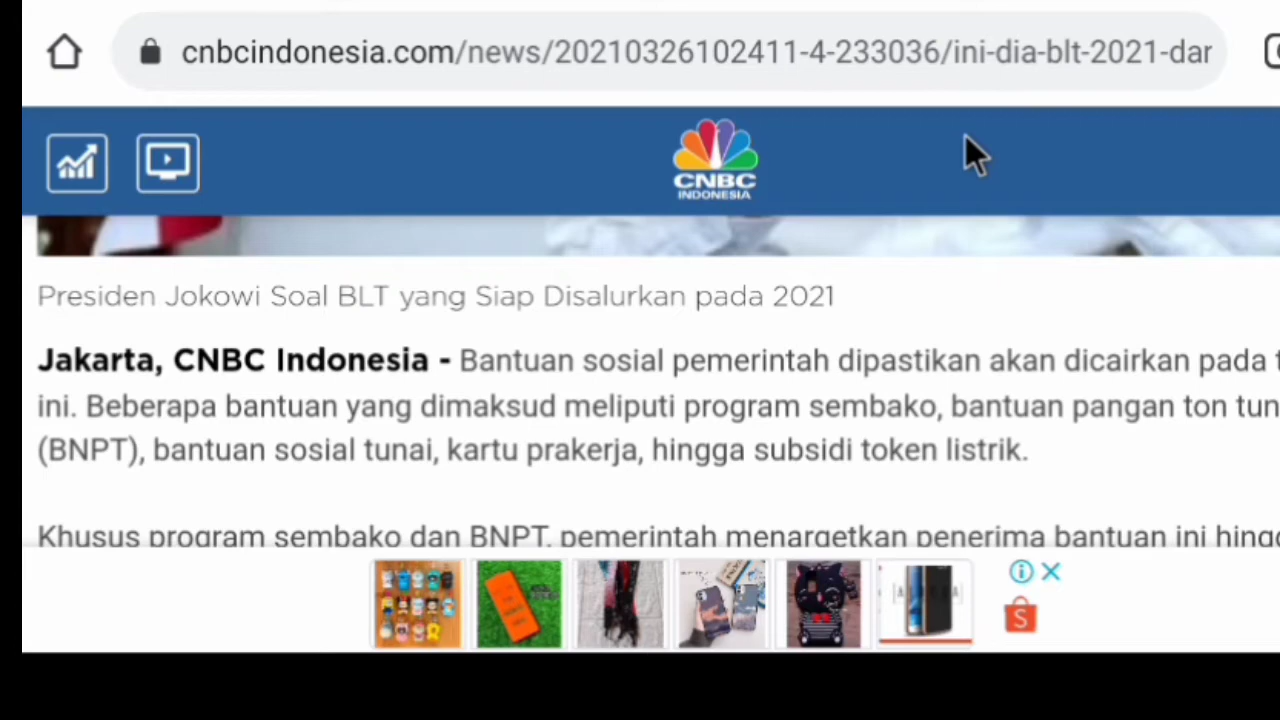 cnbcindonesia.com/news/20210326102411-4-233036/ini-dia-blt-2021-dar
CNBC
INDONESIA
Presiden Jokowi Soal BLT yang Siap Disalurkan pada 2021
Jakarta, CNBC Indonesia - Bantuan sosial pemerintah dipastikan akan dicairkan pada
ini. Beberapa bantuan yang dimaksud meliputi program sembako, bantuan pangan ton tun
(BNPT), bantuan sosial tunai, kartu prakerja, hingga subsidi token listrik.
Khusus program sembako dan BNPT, pemerintah menargetkan penerima bantuan ini hingg